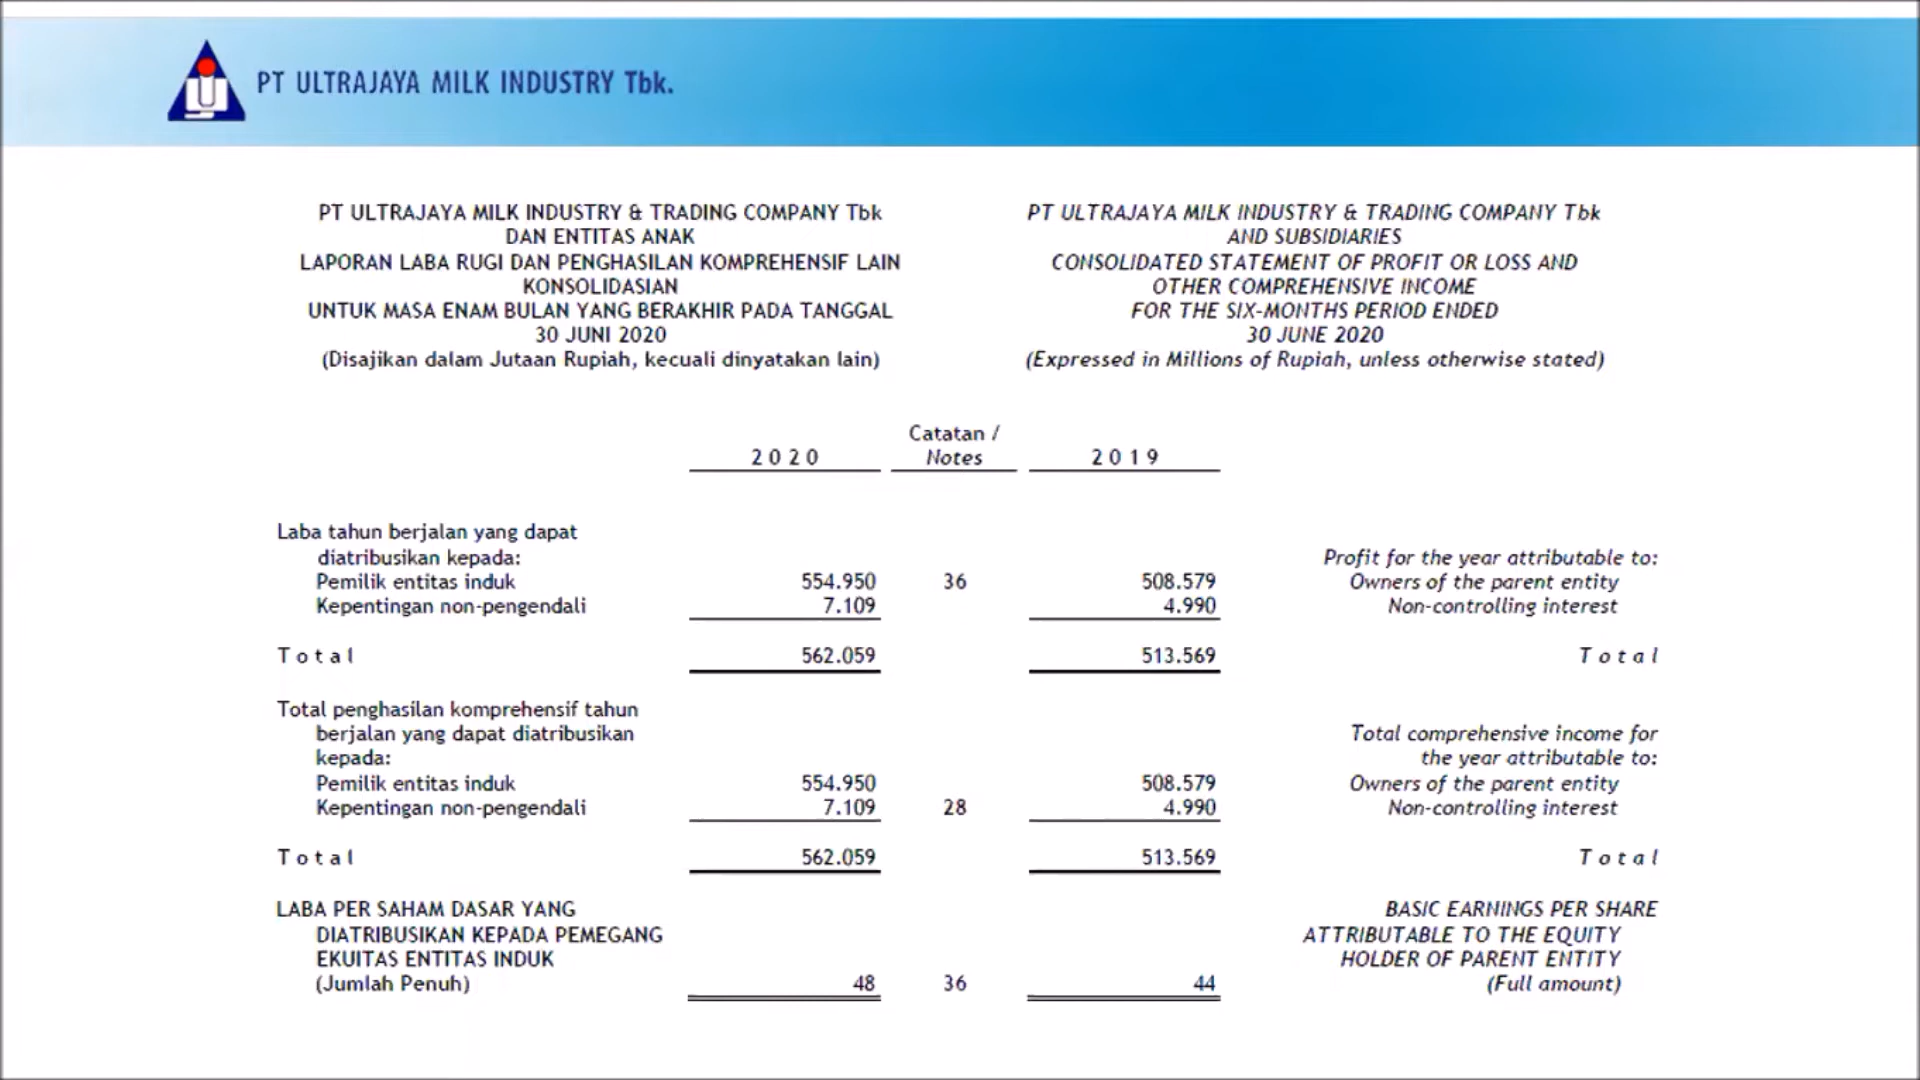 PT ULTRAJAYA MILK INDUSTRY Tbk.
PT ULTRAJAYA MILK INDUSTRY & TRADING COMPANY Tbk
DAN ENTITAS ANAK
LAPORAN LABA RUGI DAN PENGHASILAN KOMPREHENSIF LAIN
KONSOLIDASIAN
UNTUK MASA ENAM BULAN YANG BERAKHIR PADA TANGGAL
30 JUNI 2020
(Disajikan dalam Jutaan Rupiah, kecuali dinyatakan lain)
PT ULTRAJAYA MILK INDUSTRY & TRADING COMPANY Tbk
AND SUBSIDIARIES
CONSOLIDATED STATEMENT OF PROFIT OR LOSS AND
OTHER COMPREHENSIVE INCOME
FOR THE SIX-MONTHS PERIOD ENDED
30 JUNE 2020
(Expressed in Millions of Rupiah, unless otherwise stated)
Catatan /
2020 Notes 2019
Laba tahun berjalan yang dapat
diatribusikan kepada: Profit for the year attributable to:
Pemilik entitas induk 554.950 36 508.579 Owners of the parent entity
Kepentingan non-pengendali 7.109 4.990 Non-controlling interest
Total 562.059 513.569 Total
Total penghasilan komprehensif tahun
berjalan yang dapat diatribusikan Total comprehensive income for
kepada: the year attributable to:
Pemilik entitas induk 554.950 508.579 Owners of the parent entity
Kepentingan non-pengendali 7.109 28 4.990 Non-controlling interest
Total 562.059 513.569 Total
LABA PER SAHAM DASAR YANG BASIC EARNINGS PER SHARE
DIATRIBUSIKAN KEPADA PEMEGANG ATTRIBUTABLE TO THE EQUITY
EKUITAS ENTITAS INDUK HOLDER OF PARENT ENTITY
(Jumlah Penuh) 48 36 44 (Full amount)